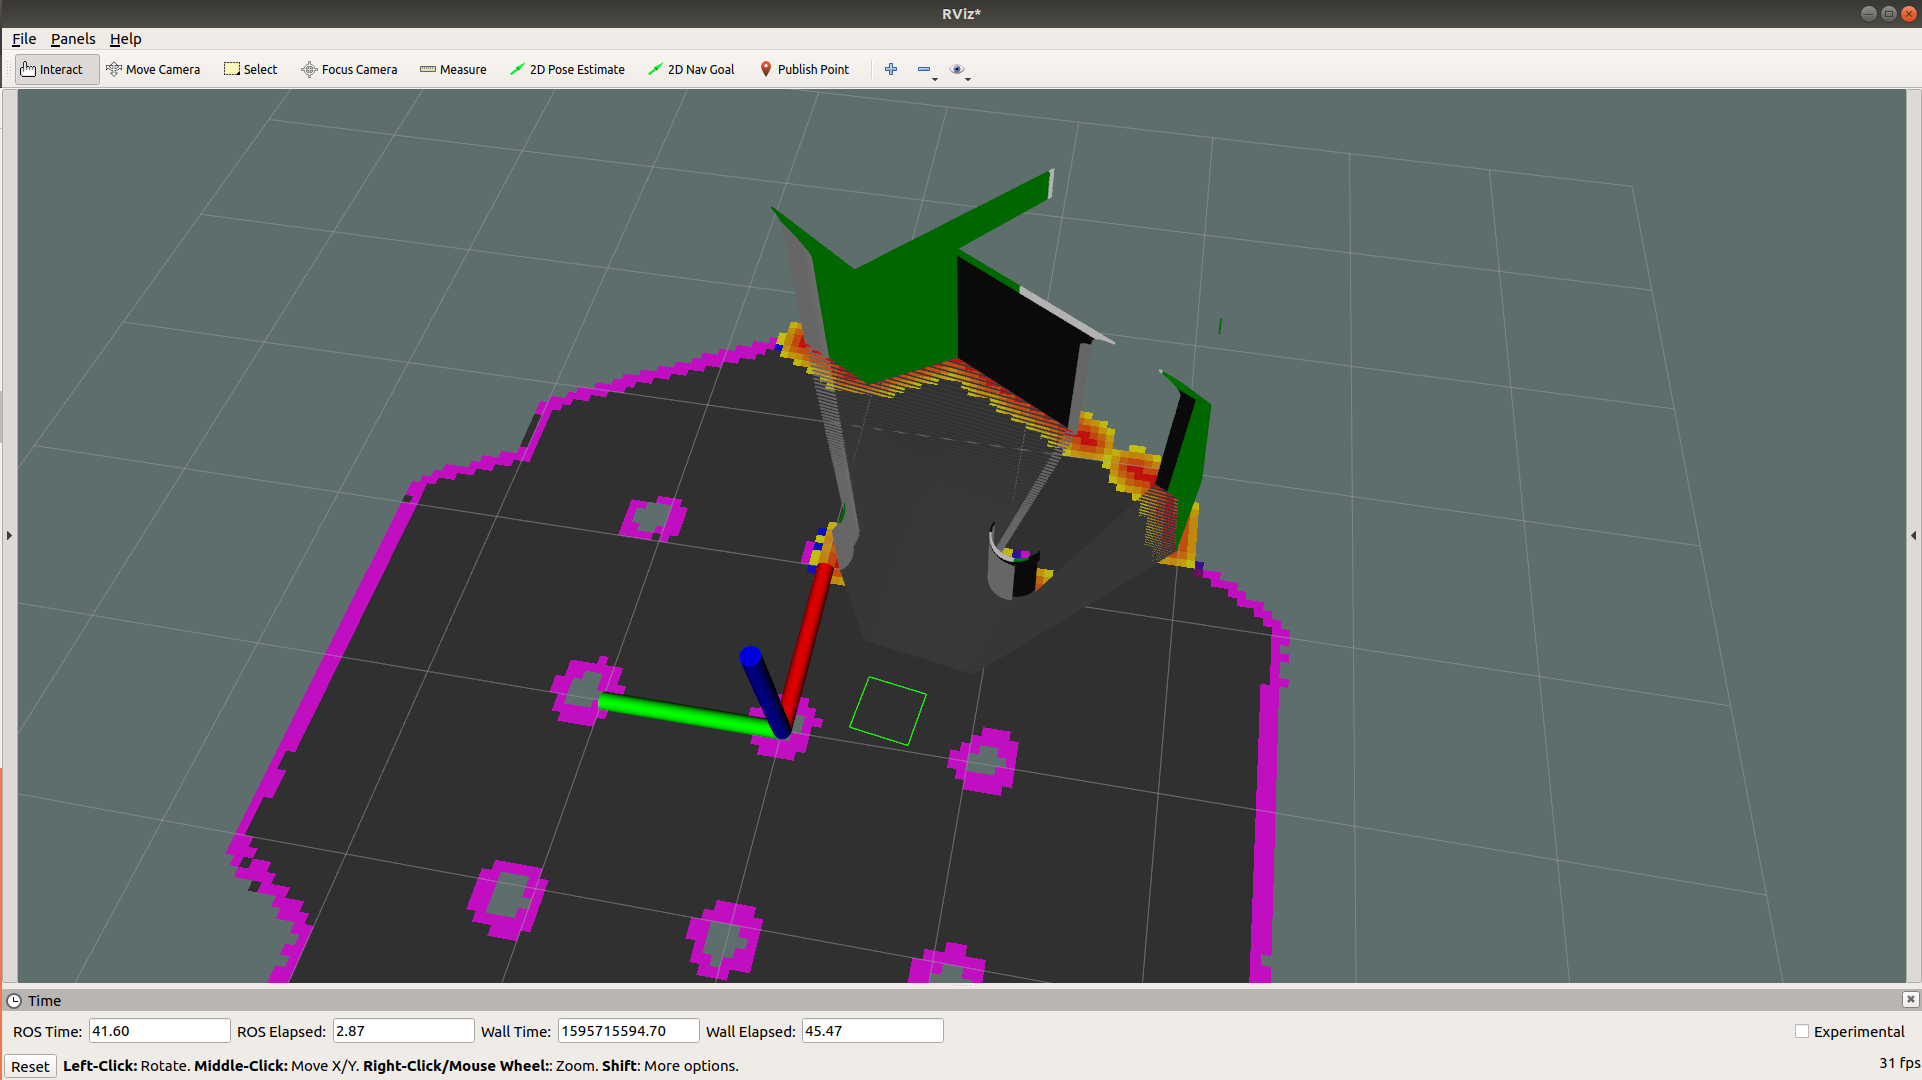 RViz*
File Panels Help
Interact Move Camera Select Focus Camera Measure 2D Pose Estimate 2D Nav Goal Publish Point
Time
ROS Time: 41.60 ROS Elapsed: 2.87 Wall Time: 1595715594.70 Wall Elapsed: 45.47 Experimental
Reset Left-Click: Rotate. Middle-Click: Move X/Y. Right-Click/Mouse Wheel:: Zoom. Shift: More options. 31 fps